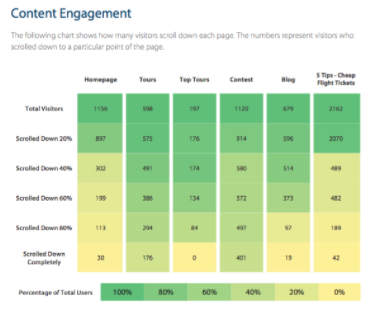 Content Engagement
The following chart shows how many visitors scroll down each page. The numbers represent visitors who
scrolled down to a particular point of the page.
Homepage Tours Top Tours Contest Blog 5 Tips - Cheap
Flight Tickets
Total Visitors 1156 598 197 1120 679 2162
Scrolled Down 20% 897 575 176 914 596 2070
Scrolled Down 40% 302 491 174 580 514 489
Scrolled Down 60% 199 386 134 572 373 482
Scrolled Down 80% 113 294 84 497 97 189
Scrolled Down
Completely 30 176 0 401 19 42
Percentage of Total Users 100% 80% 60% 40% 20% 0%